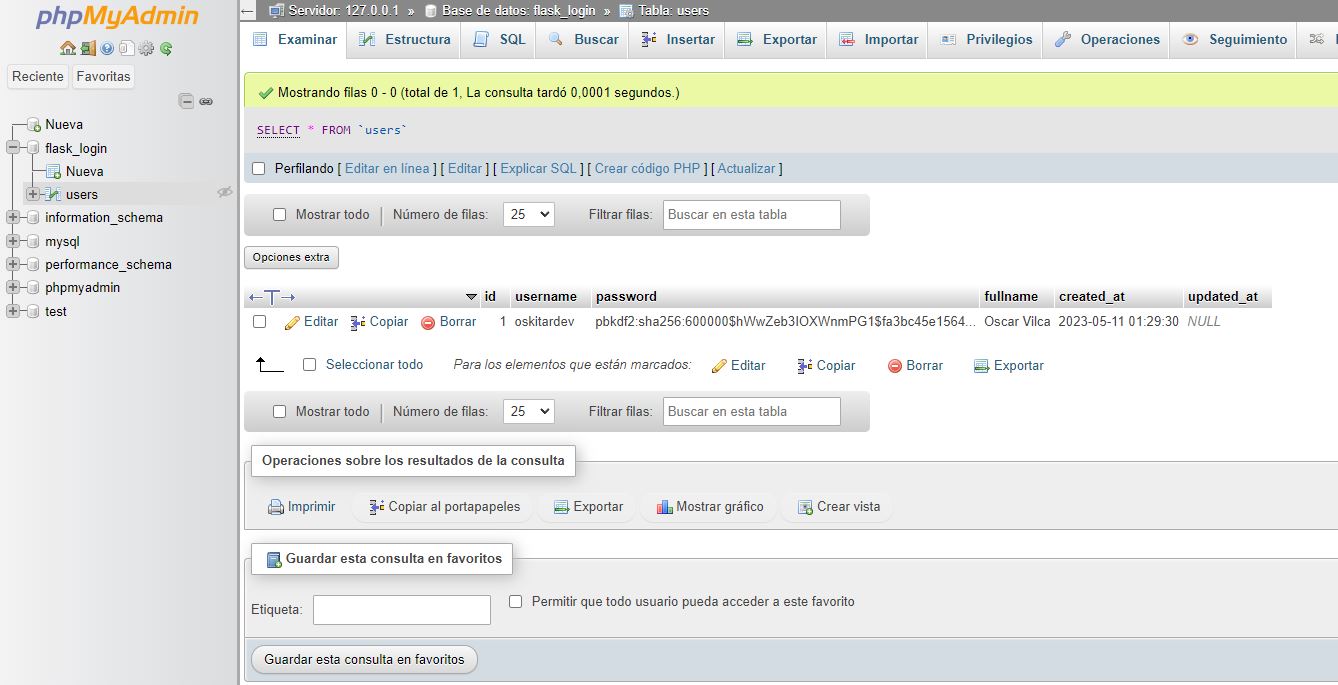 phpMyAdmin
Reciente Favoritas
Nueva
flask_login
Nueva
users
information_schema
mysql
performance_schema
phpmyadmin
test
Servidor: 127.0.0.1 » Base de datos: flask_login » Tabla: users
Examinar Estructura SQL Buscar Insertar Exportar Importar Privilegios Operaciones Seguimiento
Mostrando filas 0 - 0 (total de 1, La consulta tardó 0,0001 segundos.)
SELECT * FROM `users`
Perfilando [ Editar en línea ] [ Editar ] [ Explicar SQL ] [ Crear código PHP ] [ Actualizar ]
Mostrar todo Número de filas: 25 Filtrar filas: Buscar en esta tabla
Opciones extra
←T→ id username password fullname created_at updated_at
Editar Copiar Borrar 1 oskitardev pbkdf2:sha256:600000$hWwZeb3IOXWnmPG1$fa3bc45e1564... Oscar Vilca 2023-05-11 01:29:30 NULL
Seleccionar todo Para los elementos que están marcados: Editar Copiar Borrar Exportar
Mostrar todo Número de filas: 25 Filtrar filas: Buscar en esta tabla
Operaciones sobre los resultados de la consulta
Imprimir Copiar al portapapeles Exportar Mostrar gráfico Crear vista
Guardar esta consulta en favoritos
Etiqueta: Permitir que todo usuario pueda acceder a este favorito
Guardar esta consulta en favoritos